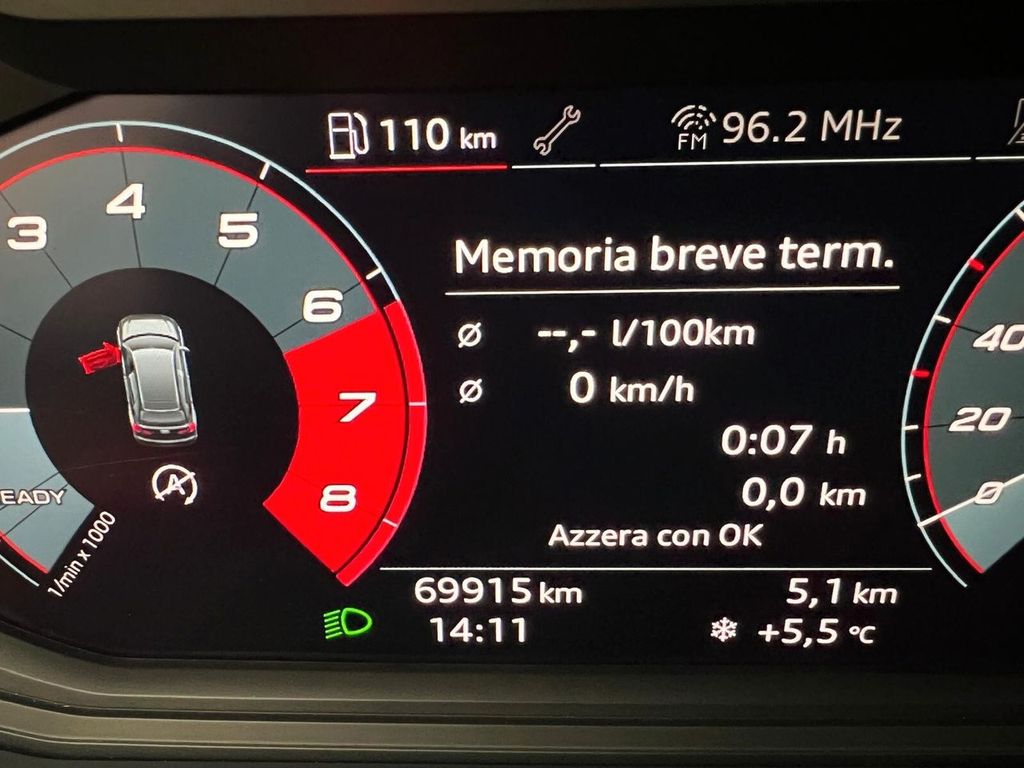 110 km
FM 96.2 MHz
3
4
5
6
7
8
EADY
1/min x 1000
A
Memoria breve term.
Ø --,- l/100km
Ø 0 km/h
0:07 h
0,0 km
Azzera con OK
69915 km
5,1 km
14:11
+5,5 °C
40
20
0